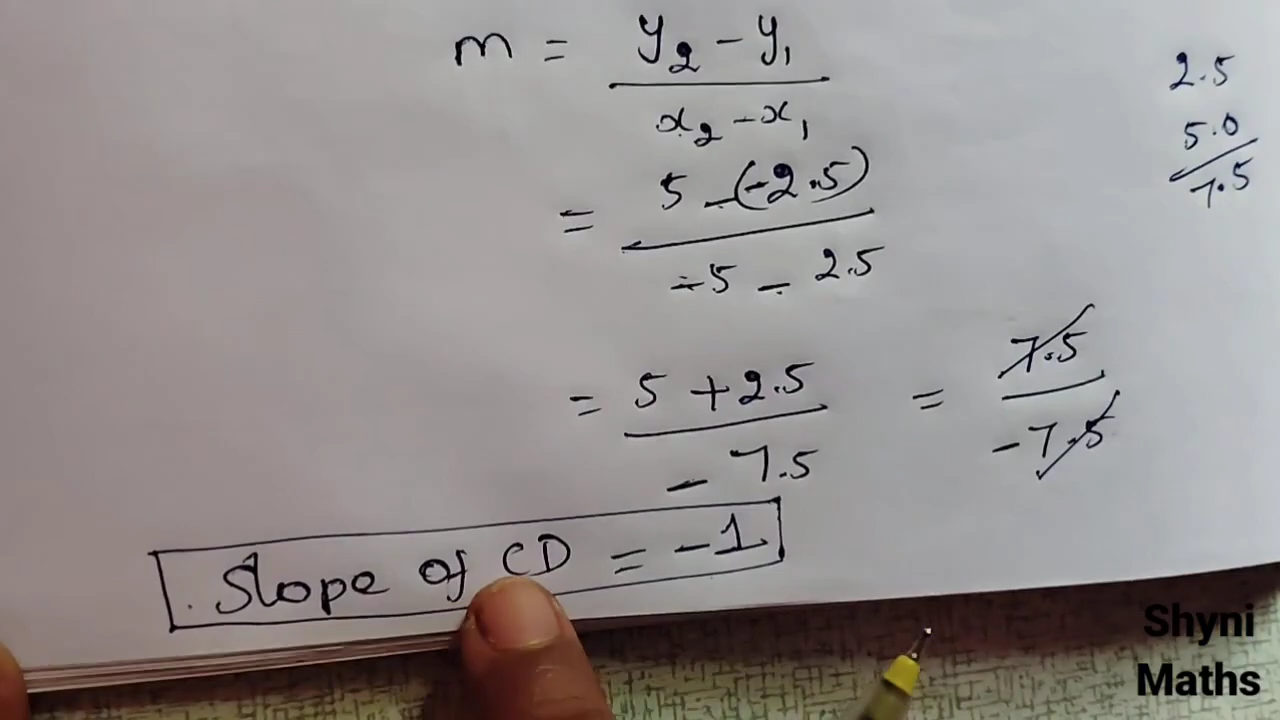 m = y₂ - y₁ / x₂ - x₁
= 5 - (-2.5) / -5 - 2.5
= 5 + 2.5 / - 7.5 = 7.5 / - 7.5
Slope of CD = -1
2.5
5.0
7.5
Shyni
Maths